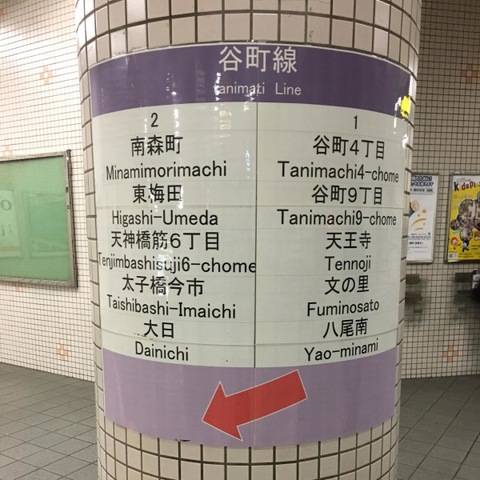 谷町線
Tanimati Line
2
南森町
Minamimorimachi
東梅田
Higashi-Umeda
天神橋筋6丁目
Tenjimbashisuji6-chome
太子橋今市
Taishibashi-Imaichi
大日
Dainichi
1
谷町4丁目
Tanimachi4-chome
谷町9丁目
Tanimachi9-chome
天王寺
Tennoji
文の里
Fuminosato
八尾南
Yao-minami